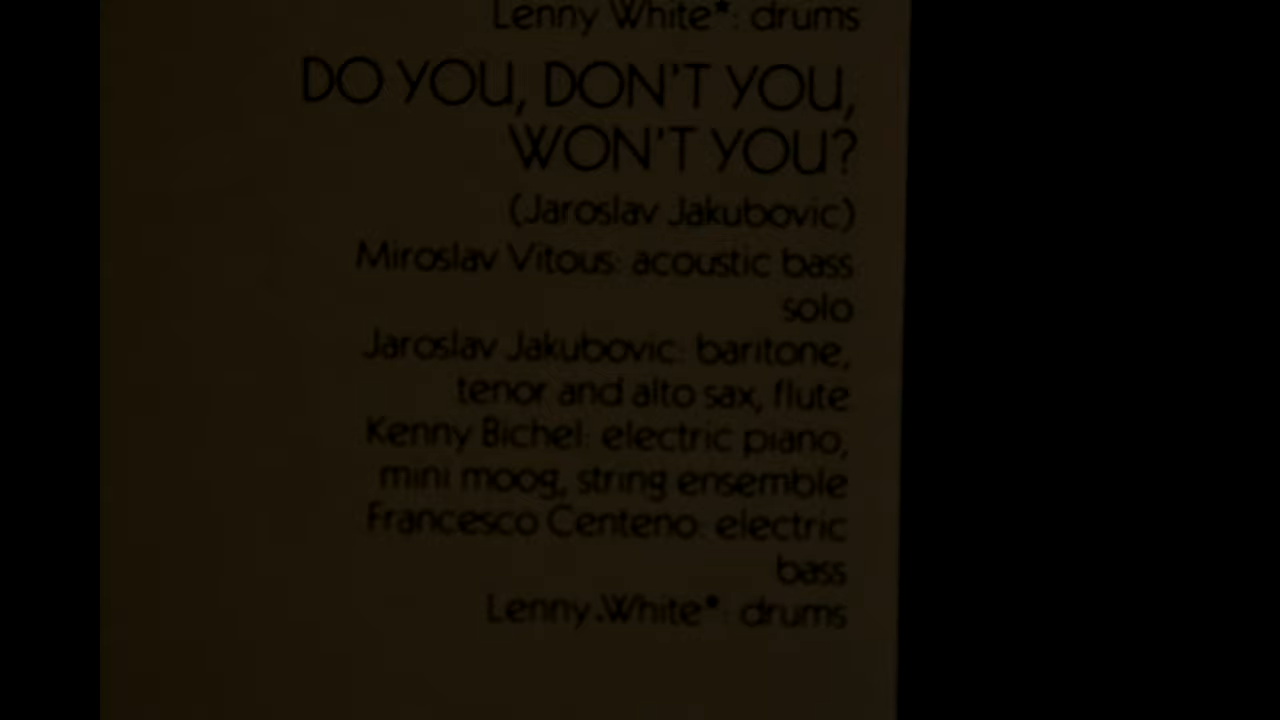 Lenny White*: drums
DO YOU, DON'T YOU,
WON'T YOU?
(Jaroslav Jakubovic)
Miroslav Vitous: acoustic bass
solo
Jaroslav Jakubovic: baritone,
tenor and alto sax, flute
Kenny Bichel: electric piano,
mini moog, string ensemble
Francesco Centeno: electric
bass
Lenny White*: drums